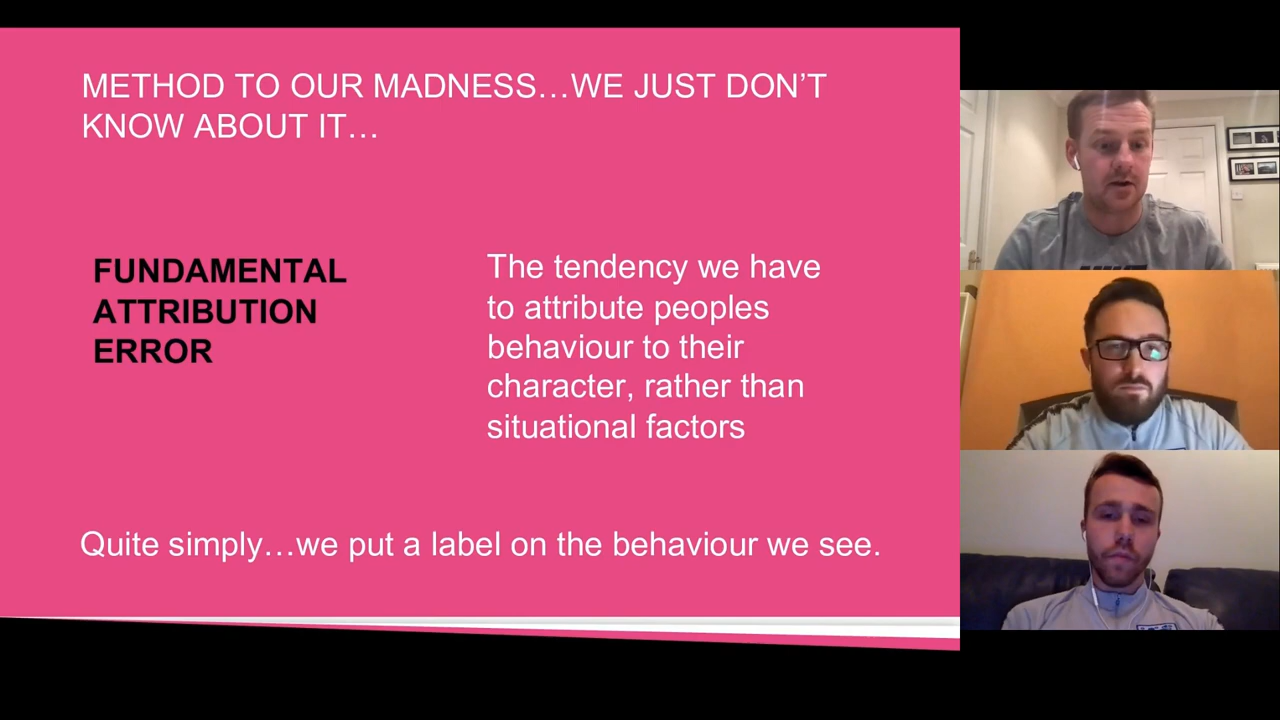 METHOD TO OUR MADNESS…WE JUST DON’T
KNOW ABOUT IT…
FUNDAMENTAL
ATTRIBUTION
ERROR
The tendency we have
to attribute peoples
behaviour to their
character, rather than
situational factors
Quite simply…we put a label on the behaviour we see.